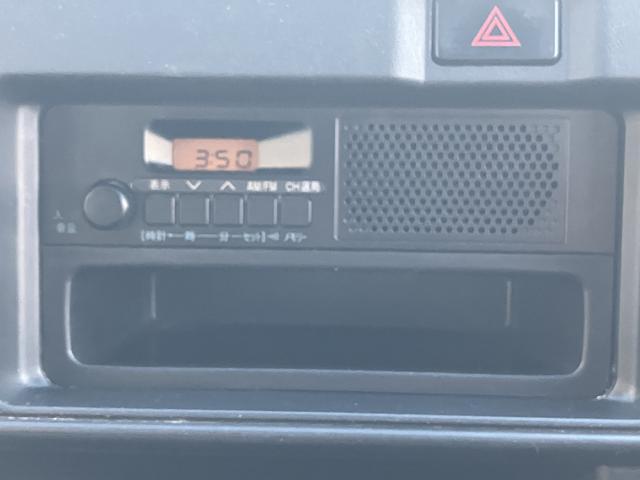 3:50
表示 AM/FM CH選局
入
音量
[時計 時 分 セット] メモリー